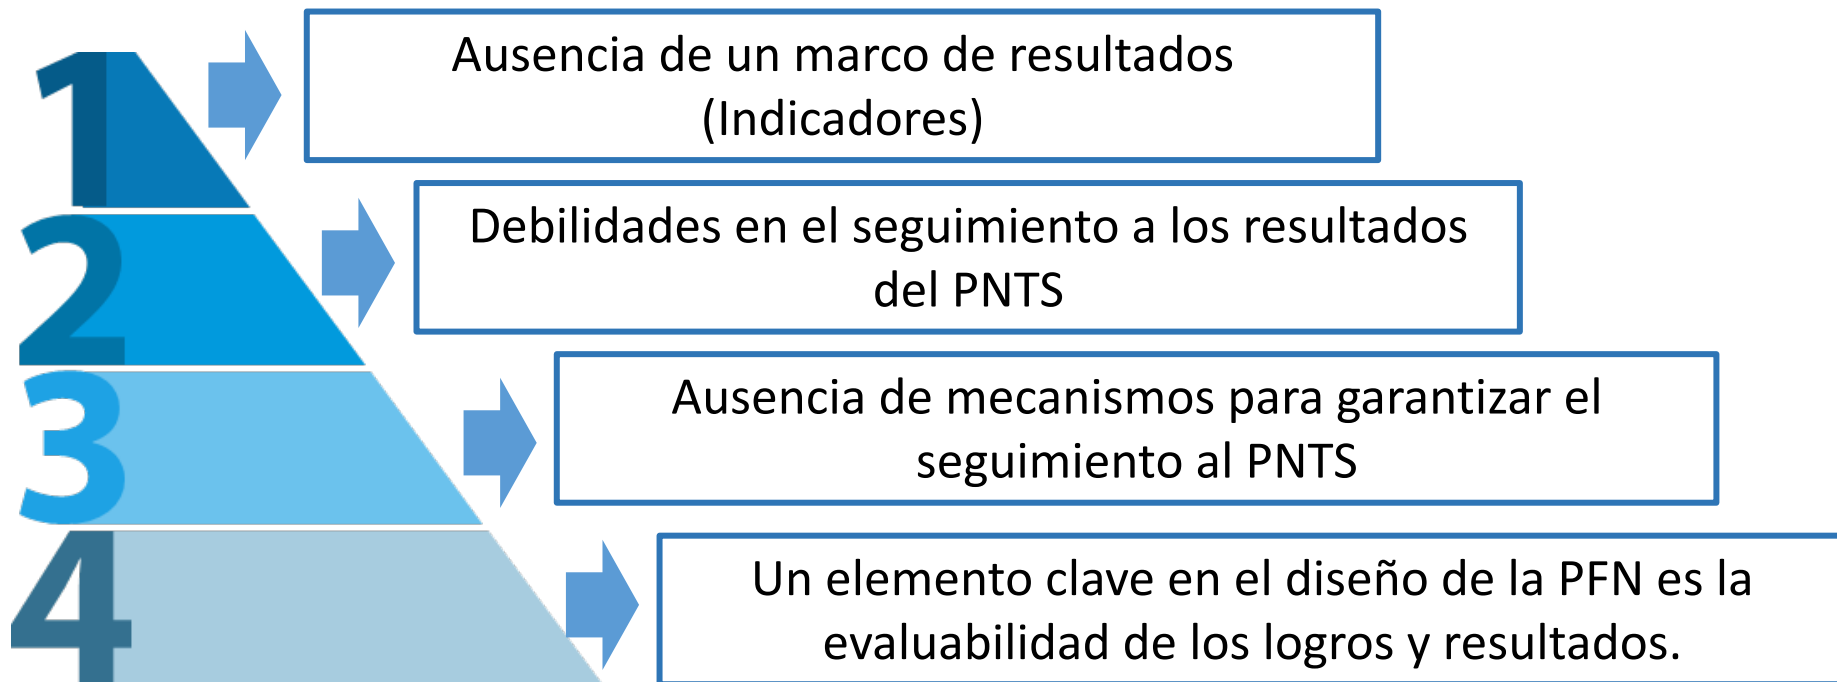 1
Ausencia de un marco de resultados
(Indicadores)
2
Debilidades en el seguimiento a los resultados
del PNTS
3
Ausencia de mecanismos para garantizar el
seguimiento al PNTS
4
Un elemento clave en el diseño de la PFN es la
evaluabilidad de los logros y resultados.